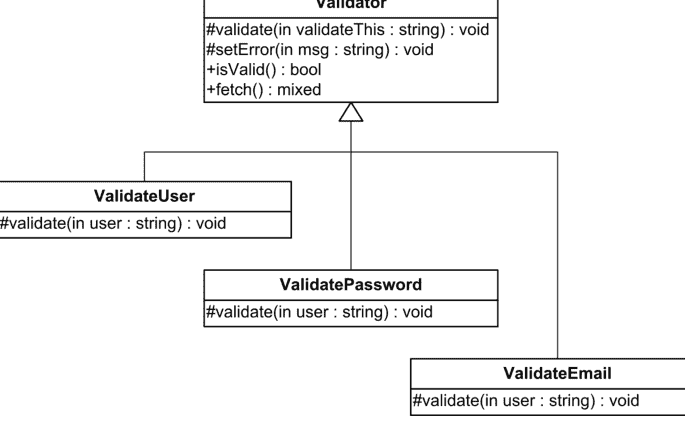 Validator
#validate(in validateThis : string) : void
#setError(in msg : string) : void
+isValid() : bool
+fetch() : mixed
ValidateUser
#validate(in user : string) : void
ValidatePassword
#validate(in user : string) : void
ValidateEmail
#validate(in user : string) : void